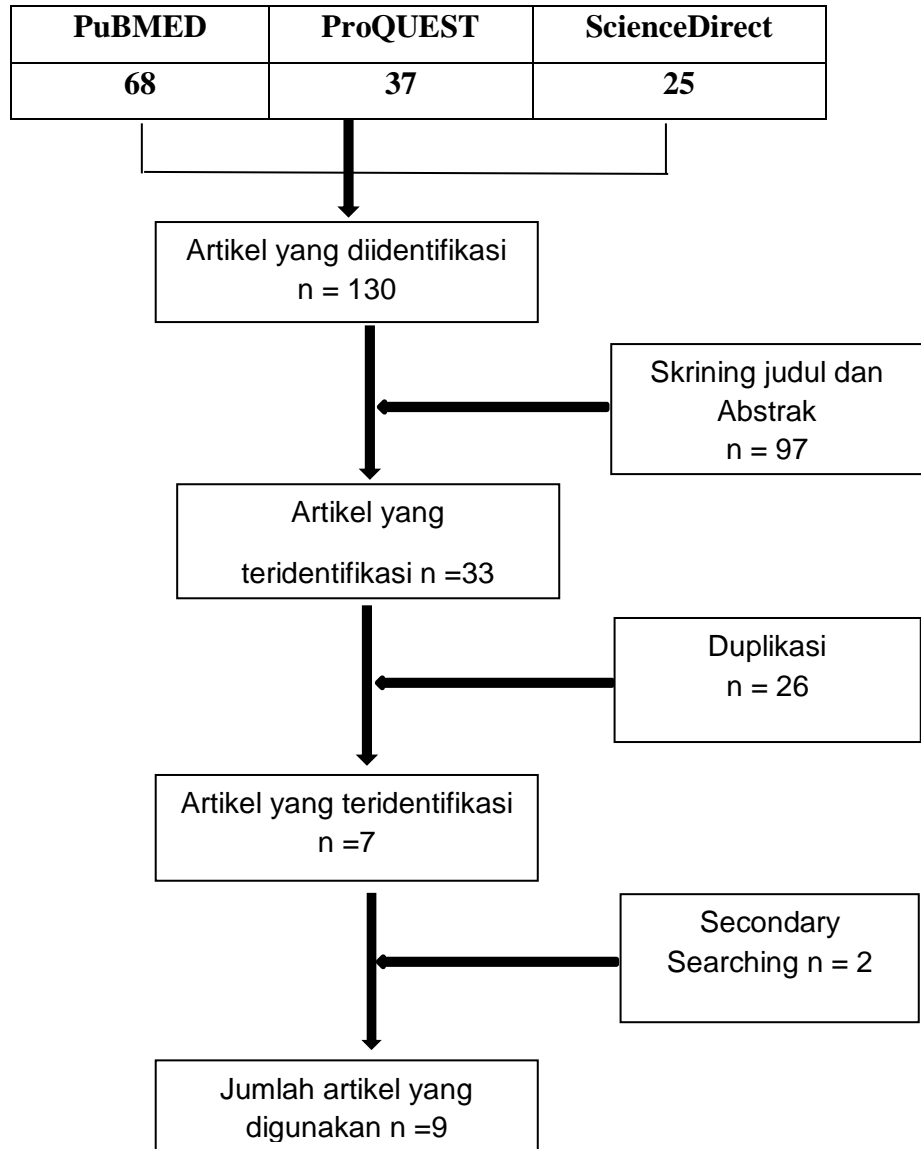 PuBMED ProQUEST ScienceDirect
68 37 25
Artikel yang diidentifikasi
n = 130
Skrining judul dan
Abstrak
n = 97
Artikel yang
teridentifikasi n =33
Duplikasi
n = 26
Artikel yang teridentifikasi
n =7
Secondary
Searching n = 2
Jumlah artikel yang
digunakan n =9